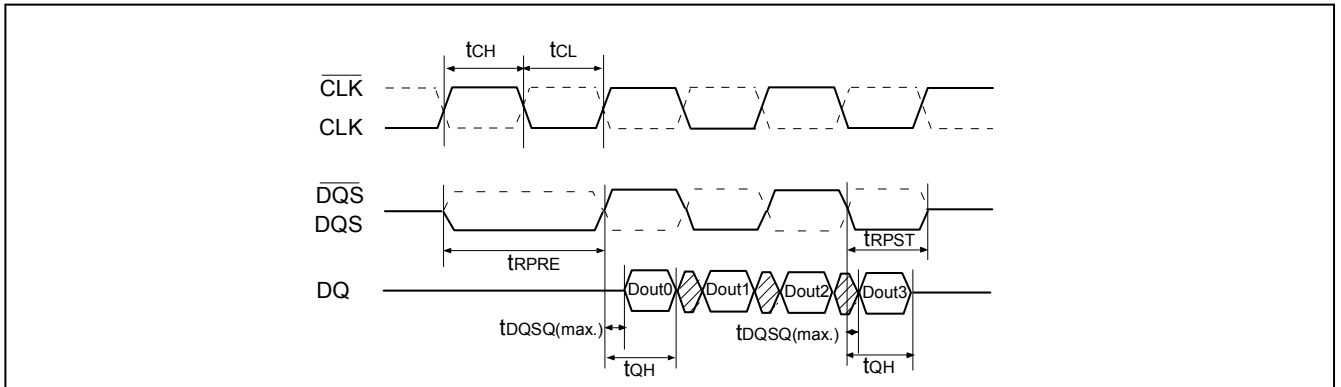 tCH tCL
CLK
CLK
DQS
DQS
tRPRE tRPST
DQ Dout0 Dout1 Dout2 Dout3
tDQSQ(max.) tDQSQ(max.)
tQH tQH